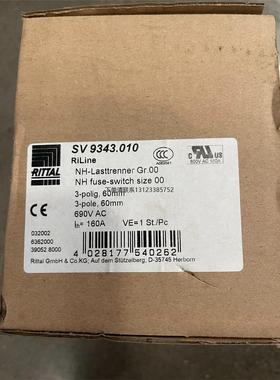 SV 9343.010
RiLine
RITTAL
NH-Lasttrenner Gr.00
NH fuse-switch size 00
3-polig, 60mm
3-pole, 60mm
690V AC
In= 160A VE=1 St./Pc
CE
032002
6362000
39052 8000
4 028177 540262
Rittal GmbH & Co.KG, Auf dem Stützelberg, D-35745 Herborn